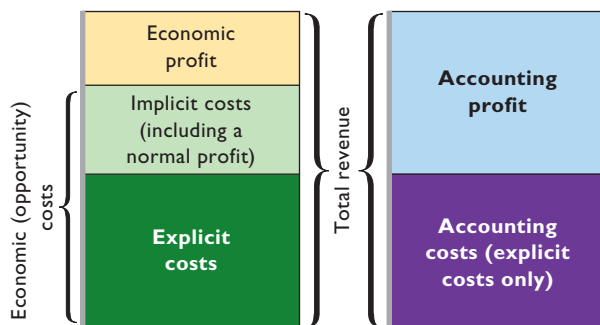 Economic (opportunity)
costs
Economic
profit
Implicit costs
(including a
normal profit)
Explicit
costs
Total revenue
Accounting
profit
Accounting
costs (explicit
costs only)